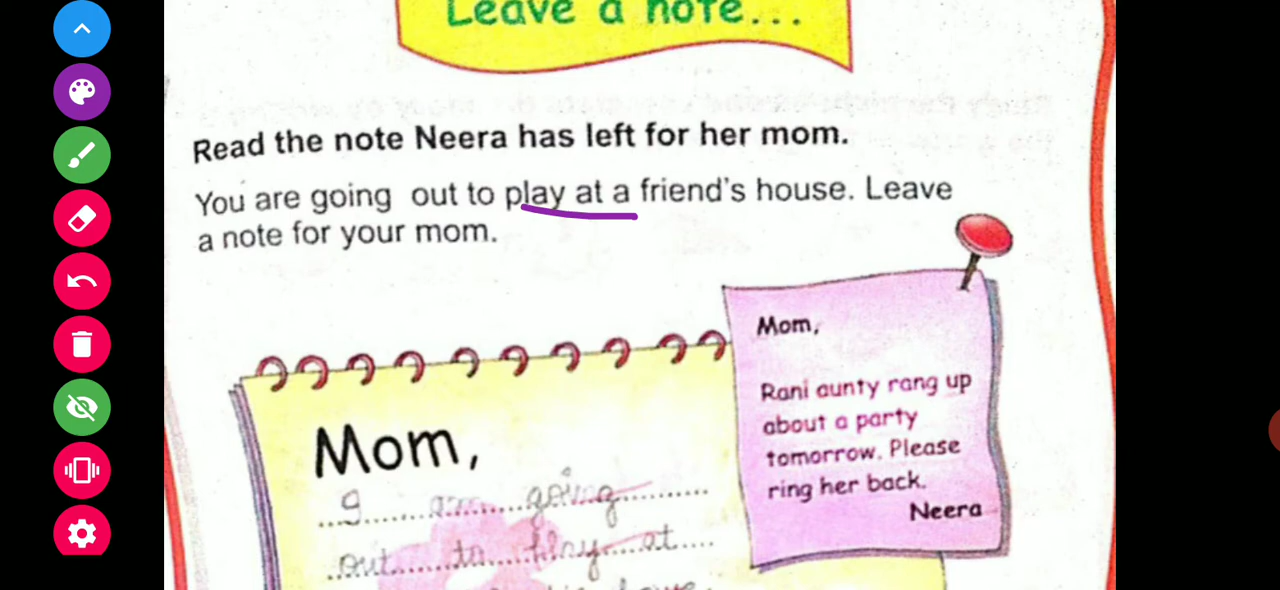 Leave a note...
Read the note Neera has left for her mom.
You are going out to play at a friend's house. Leave
a note for your mom.
Mom,
Rani aunty rang up
about a party
tomorrow. Please
ring her back.
Neera
Mom,
I am going
out to play at